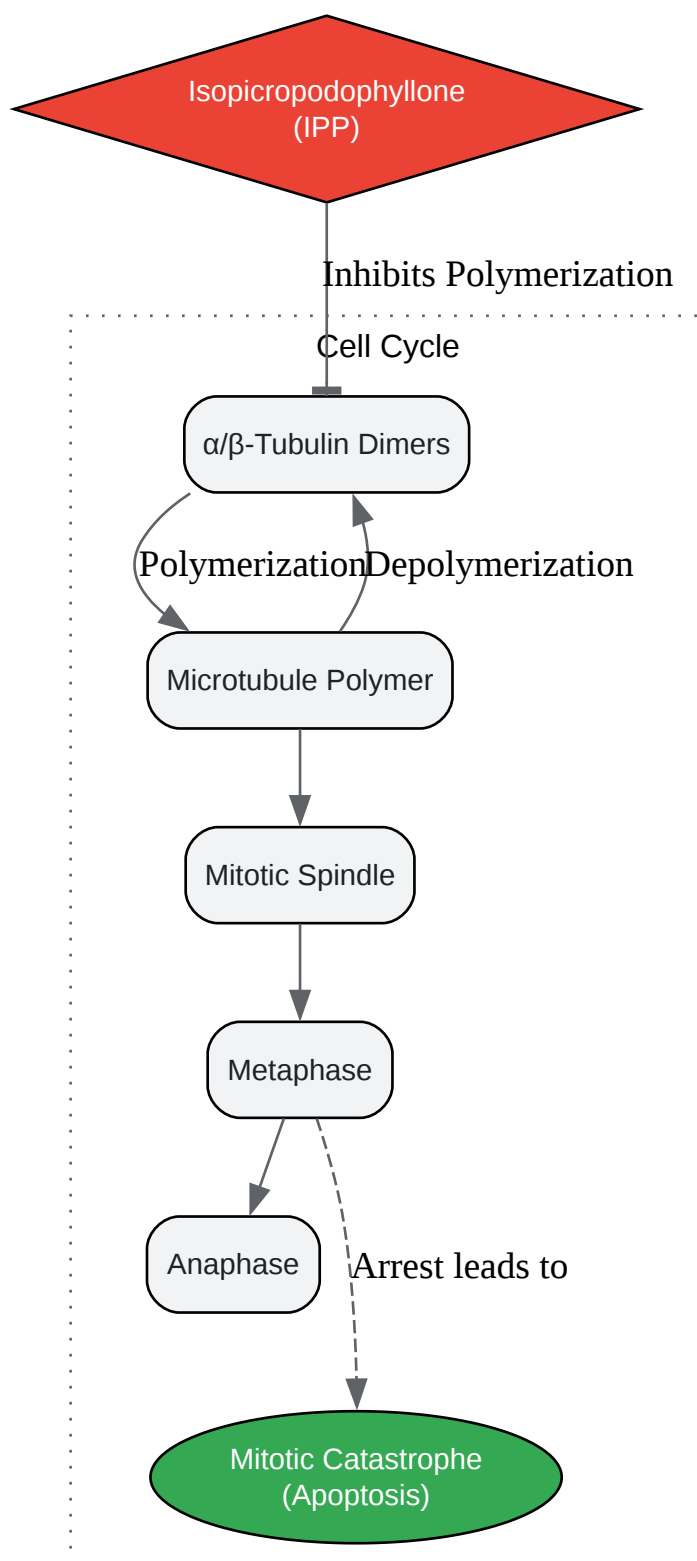 Isopicropodophyllone
(IPP)
Inhibits Polymerization
Cell Cycle
α/β-Tubulin Dimers
Polymerization
Depolymerization
Microtubule Polymer
Mitotic Spindle
Metaphase
Anaphase
Arrest leads to
Mitotic Catastrophe
(Apoptosis)